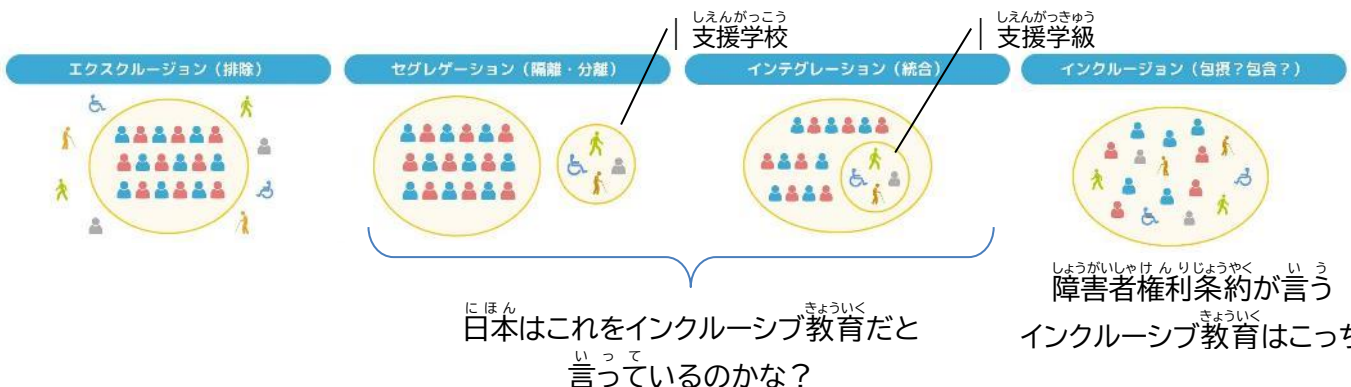 しえんがっこう
支援学校
しえんがっきゅう
支援学級
エクスクルージョン（排除）
セグレゲーション（隔離・分離）
インテグレーション（統合）
インクルージョン（包摂？包含？）
しょうがいしゃけんりじょうやく い う
障害者権利条約が言う
きょういく
インクルーシブ教育はこっち
にほん きょういく
日本はこれをインクルーシブ教育だと
い っ て
言っているのかな？